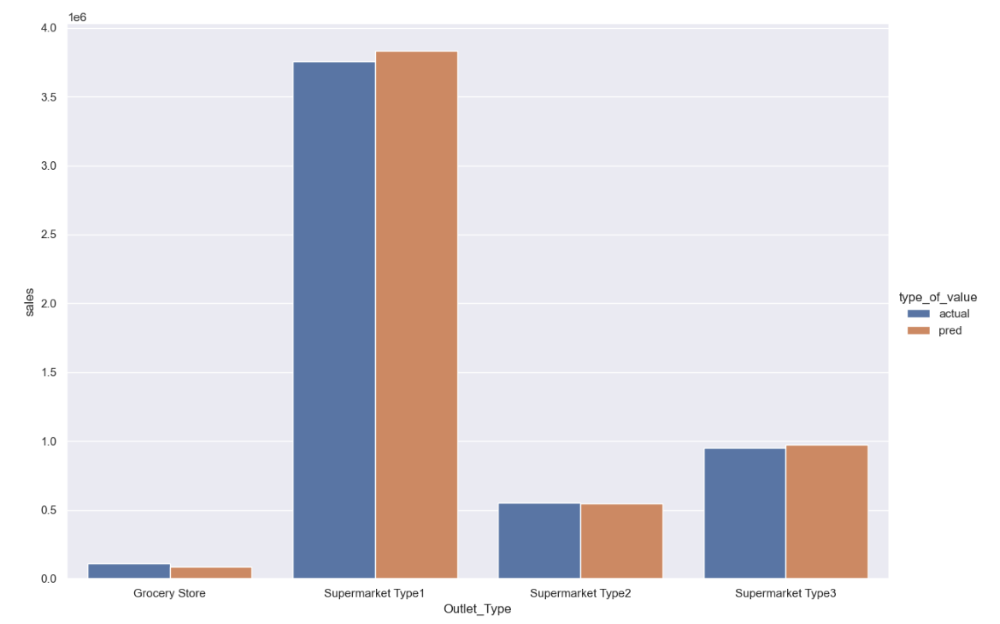 1e6
4.0
3.5
3.0
2.5
2.0
1.5
1.0
0.5
0.0
sales
Grocery Store
Supermarket Type1
Supermarket Type2
Supermarket Type3
Outlet_Type
type_of_value
actual
pred